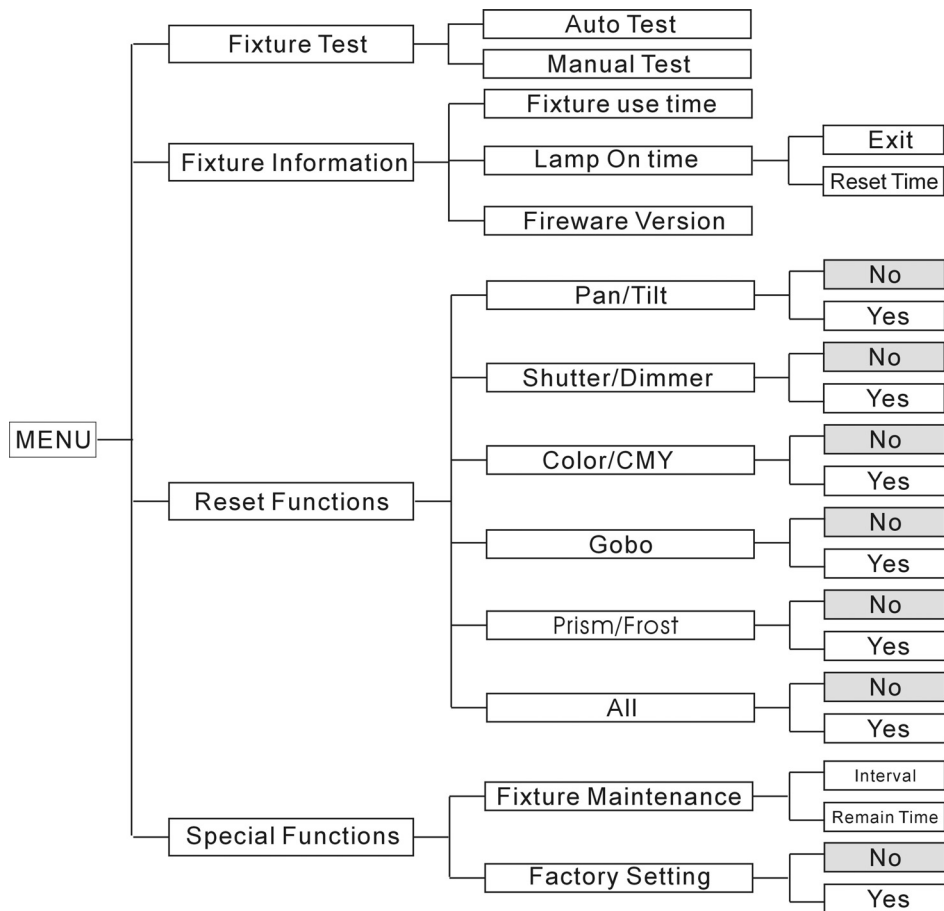 MENU
Fixture Test
Auto Test
Manual Test
Fixture Information
Fixture use time
Lamp On time
Exit
Reset Time
Fireware Version
Reset Functions
Pan/Tilt
No
Yes
Shutter/Dimmer
No
Yes
Color/CMY
No
Yes
Gobo
No
Yes
Prism/Frost
No
Yes
All
No
Yes
Special Functions
Fixture Maintenance
Interval
Remain Time
Factory Setting
No
Yes